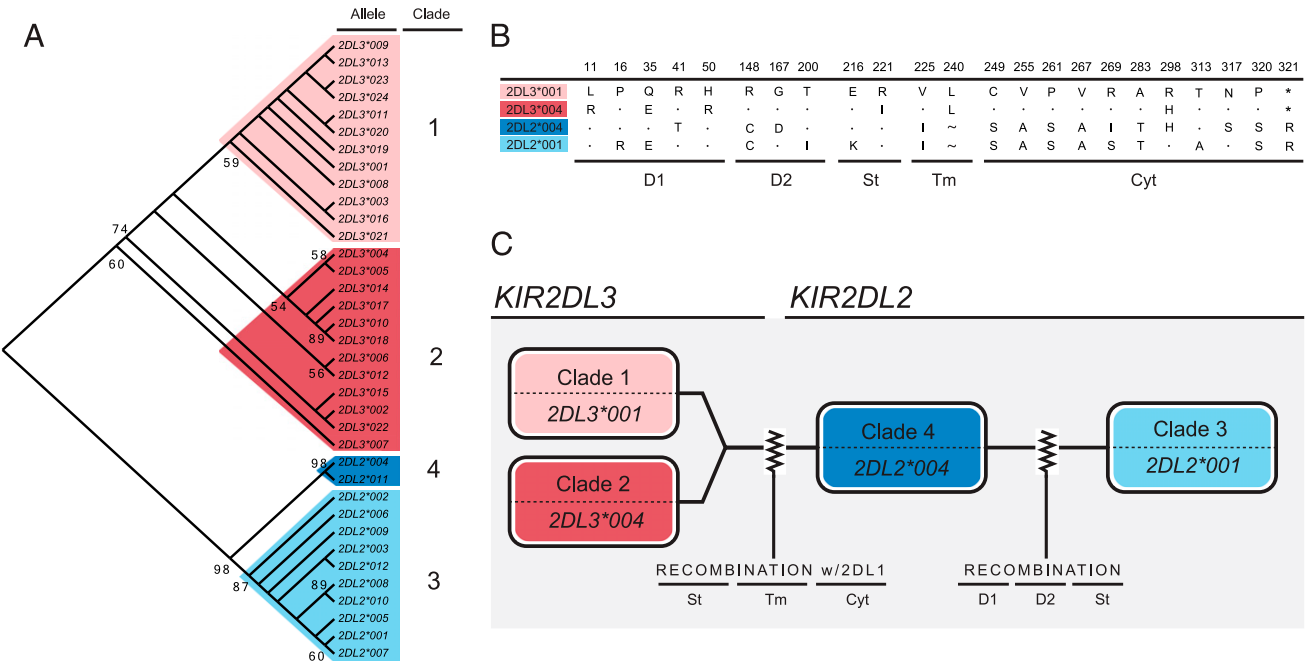 A
Allele Clade
2DL3*009
2DL3*013
2DL3*023
2DL3*024
2DL3*011
2DL3*020
2DL3*019
2DL3*001
2DL3*008
2DL3*003
2DL3*016
2DL3*021
1
59
74
60
2DL3*004
2DL3*005
2DL3*014
2DL3*017
2DL3*010
2DL3*018
2DL3*006
2DL3*012
2DL3*015
2DL3*002
2DL3*022
2DL3*007
58
54
89
56
2
2DL2*004
2DL2*011
98
4
2DL2*002
2DL2*006
2DL2*009
2DL2*003
2DL2*012
2DL2*008
2DL2*010
2DL2*005
2DL2*001
2DL2*007
98
87
89
60
3
B
11 16 35 41 50 148 167 200 216 221 225 240 249 255 261 267 269 283 298 313 317 320 321
2DL3*001 L P Q R H R G T E R V L C V P V R A R T N P *
2DL3*004 R · E · R · · · · I · L · · · · · · H · · · *
2DL2*004 · · · T · C D · · · I ~ S A S A I T H · S S R
2DL2*001 · R E · · C · I K · I ~ S A S A S T · A · S R
D1 D2 St Tm Cyt
C
KIR2DL3 KIR2DL2
Clade 1
2DL3*001
Clade 2
2DL3*004
Clade 4
2DL2*004
Clade 3
2DL2*001
RECOMBINATION w/2DL1
St Tm Cyt
RECOMBINATION
D1 D2 St